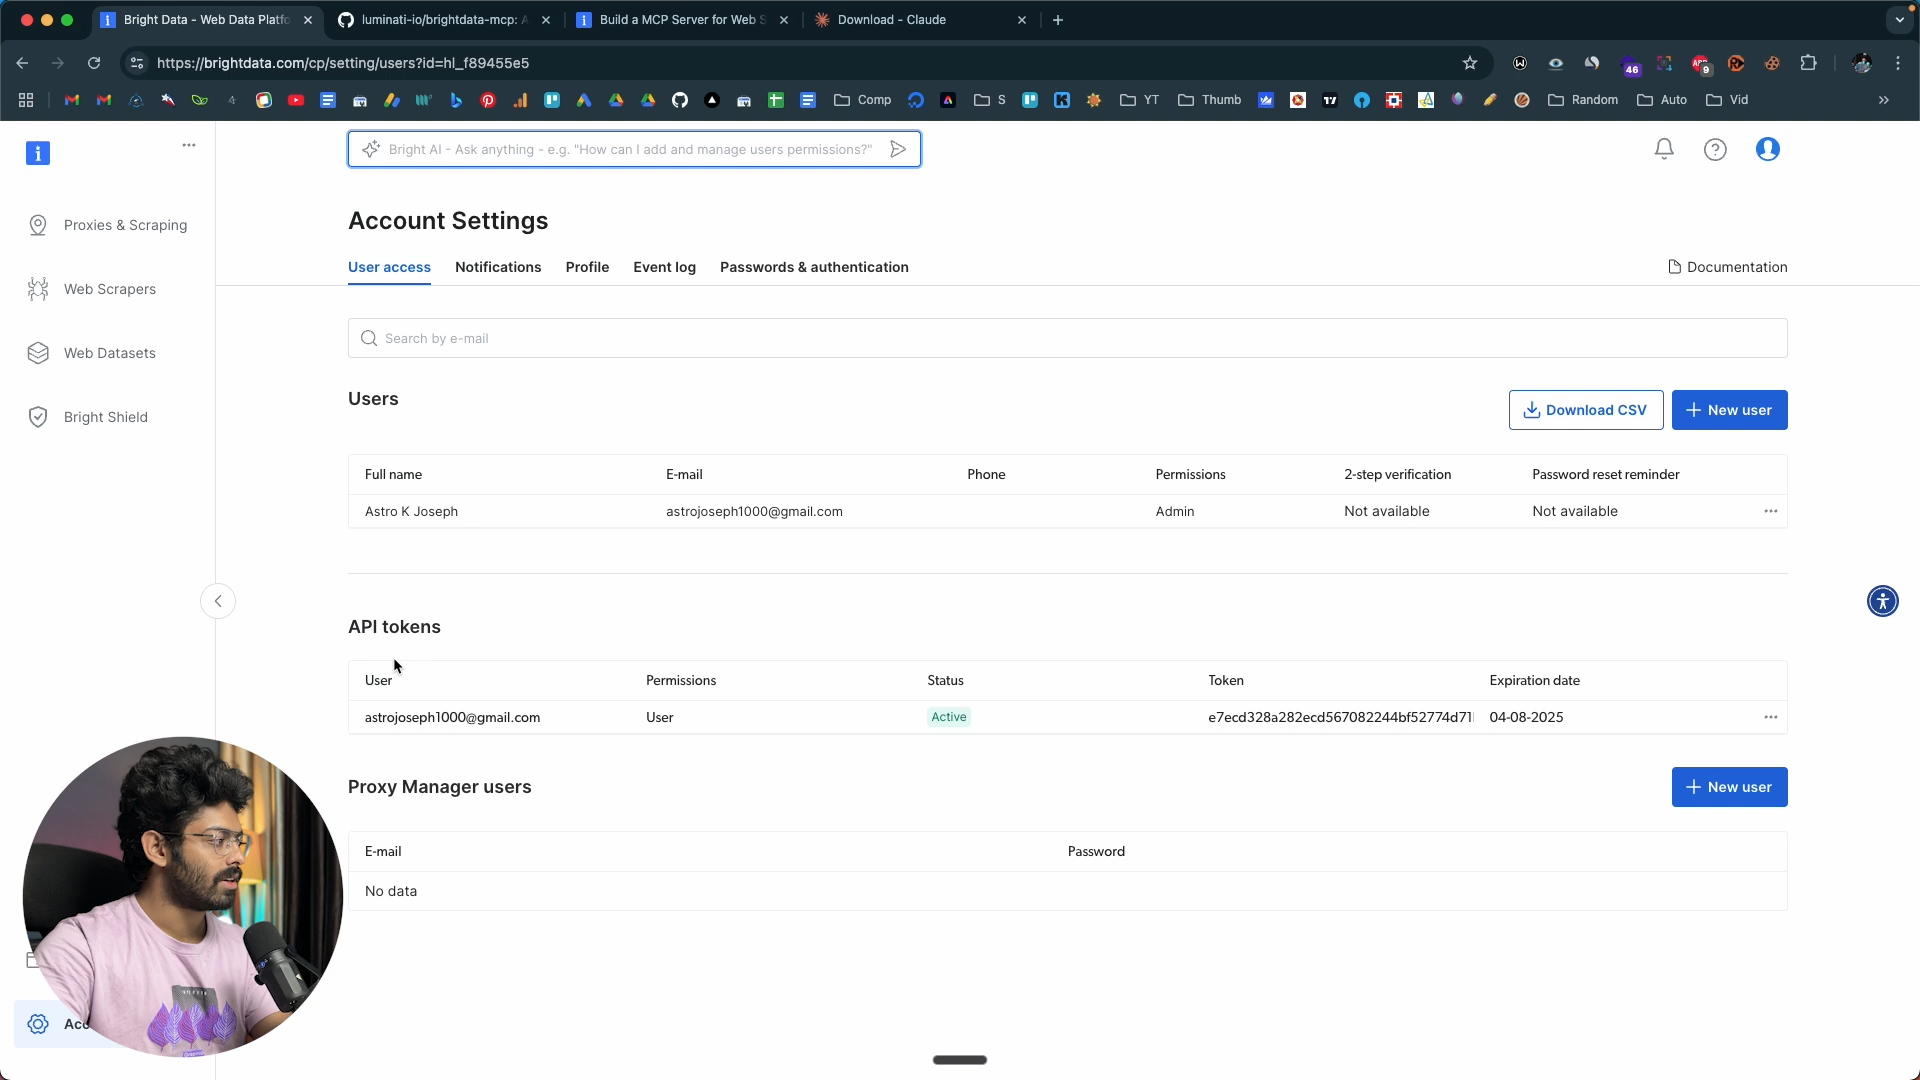 Bright Data - Web Data Platfo
luminati-io/brightdata-mcp: A
Build a MCP Server for Web S
Download - Claude
https://brightdata.com/cp/setting/users?id=hl_f89455e5
46
9
Comp
S
YT
Thumb
Random
Auto
Vid
Bright AI - Ask anything - e.g. "How can I add and manage users permissions?"
Proxies & Scraping
Web Scrapers
Web Datasets
Bright Shield
Acc
Account Settings
User access
Notifications
Profile
Event log
Passwords & authentication
Documentation
Search by e-mail
Users
Download CSV
New user
Full name E-mail Phone Permissions 2-step verification Password reset reminder
Astro K Joseph astrojoseph1000@gmail.com Admin Not available Not available
API tokens
User Permissions Status Token Expiration date
astrojoseph1000@gmail.com User Active e7ecd328a282ecd567082244bf52774d71 04-08-2025
Proxy Manager users
New user
E-mail Password
No data